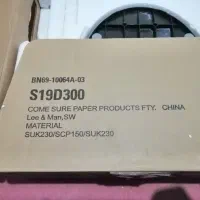 BN69-10064A-03
S19D300
COME SURE PAPER PRODUCTS FTY, CHINA
Lee & Man,SW
MATERIAL
SUK230/SCP150/SUK230